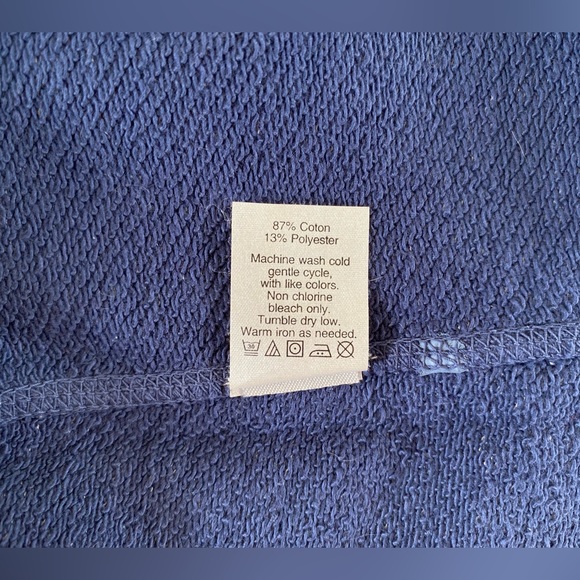 87% Coton
13% Polyester
Machine wash cold
gentle cycle,
with like colors.
Non chlorine
bleach only.
Tumble dry low.
Warm iron as needed.
30